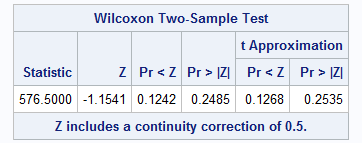 Wilcoxon Two-Sample Test
t Approximation
Statistic Z Pr < Z Pr > |Z| Pr < Z Pr > |Z|
576.5000 -1.1541 0.1242 0.2485 0.1268 0.2535
Z includes a continuity correction of 0.5.